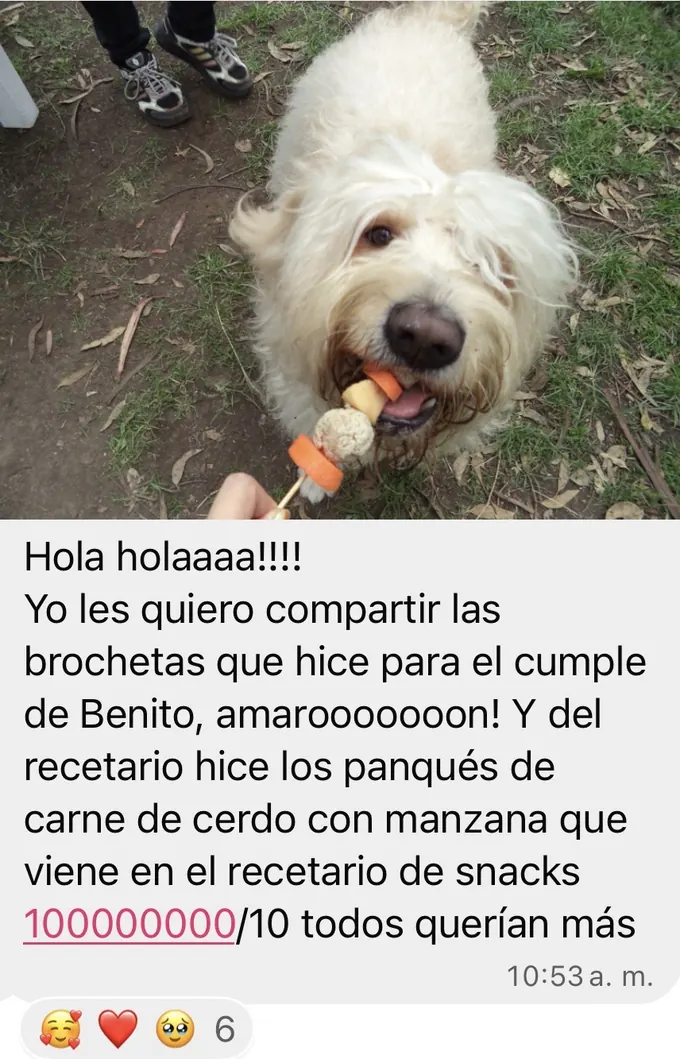 Hola holaaaa!!!!
Yo les quiero compartir las
brochetas que hice para el cumple
de Benito, amarooooooon! Y del
recetario hice los panqués de
carne de cerdo con manzana que
viene en el recetario de snacks
100000000/10 todos querían más
10:53 a. m.
🥰 ❤️ 🥹 6